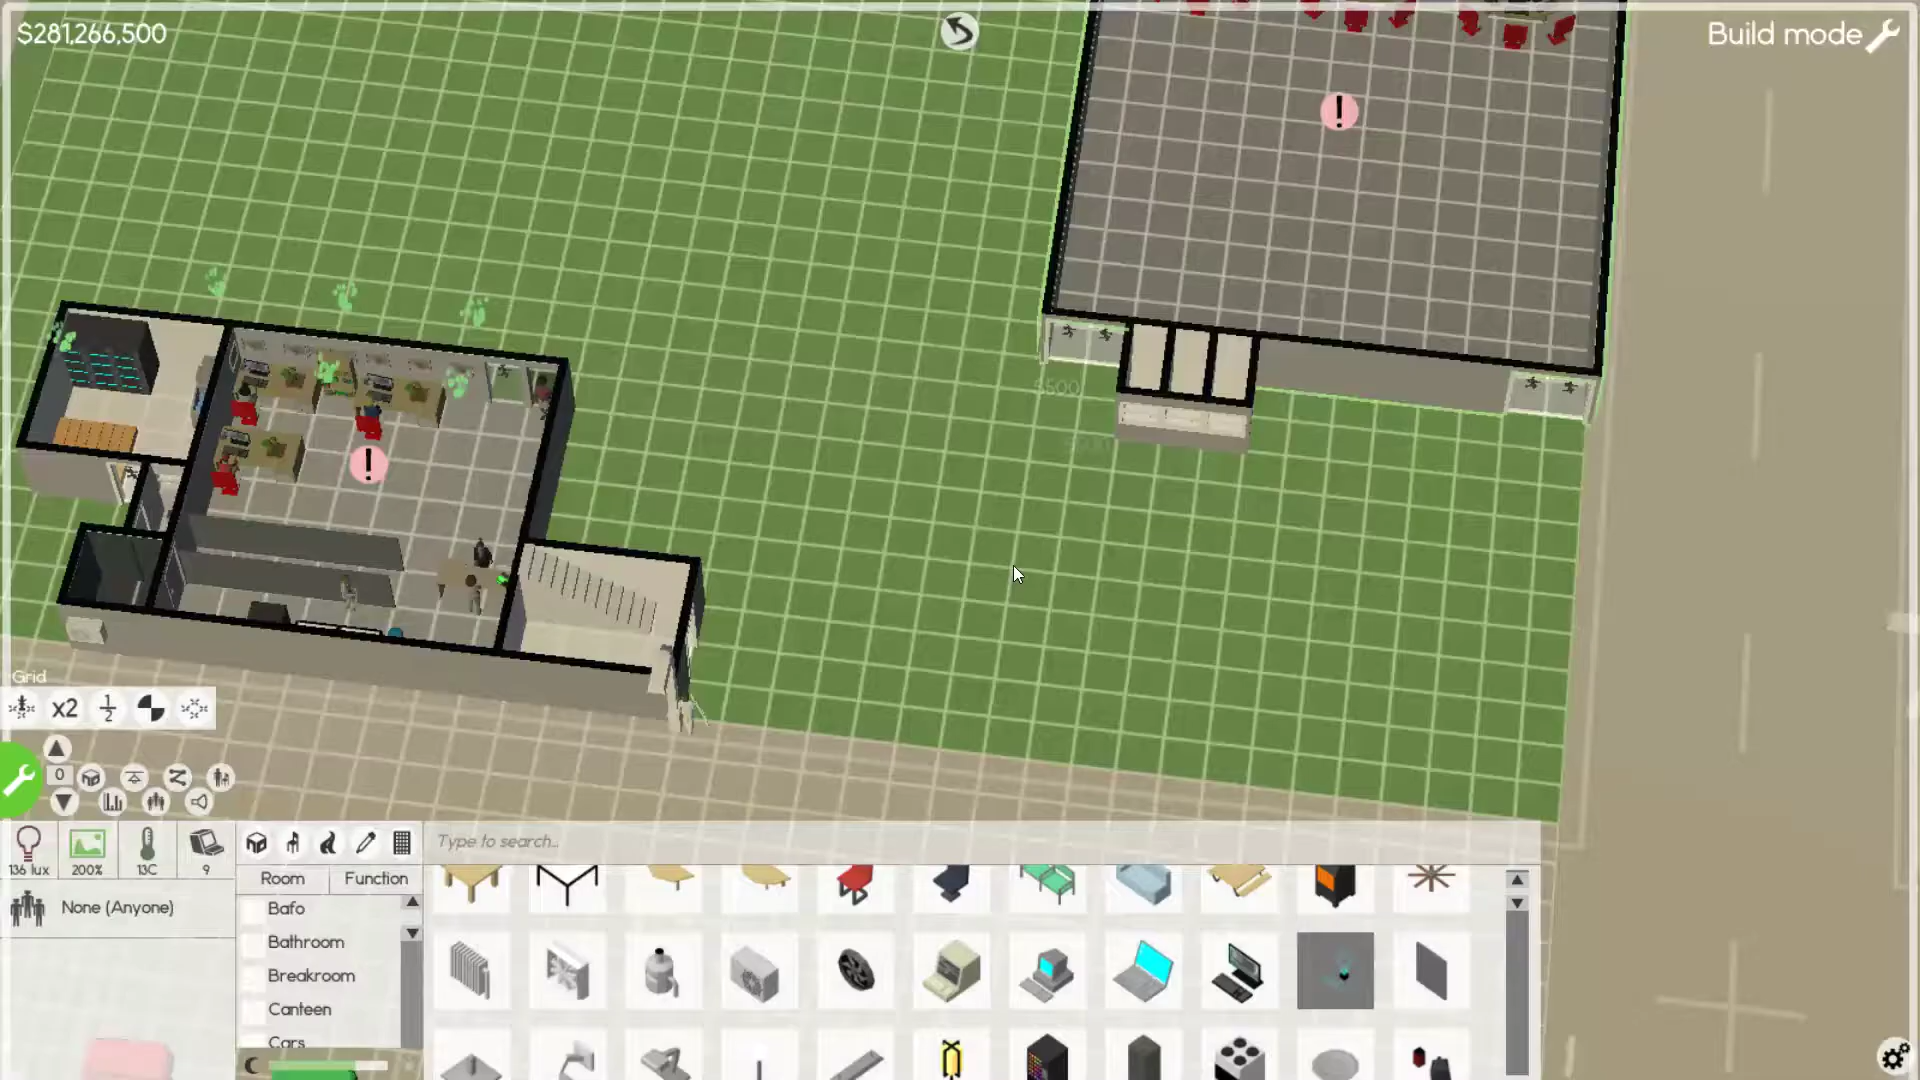 $281,266,500
Build mode
$500
Grid
x2
1/2
0
136 lux
200%
13C
9
Type to search...
Room
Function
None (Anyone)
Bafo
Bathroom
Breakroom
Canteen
Cars